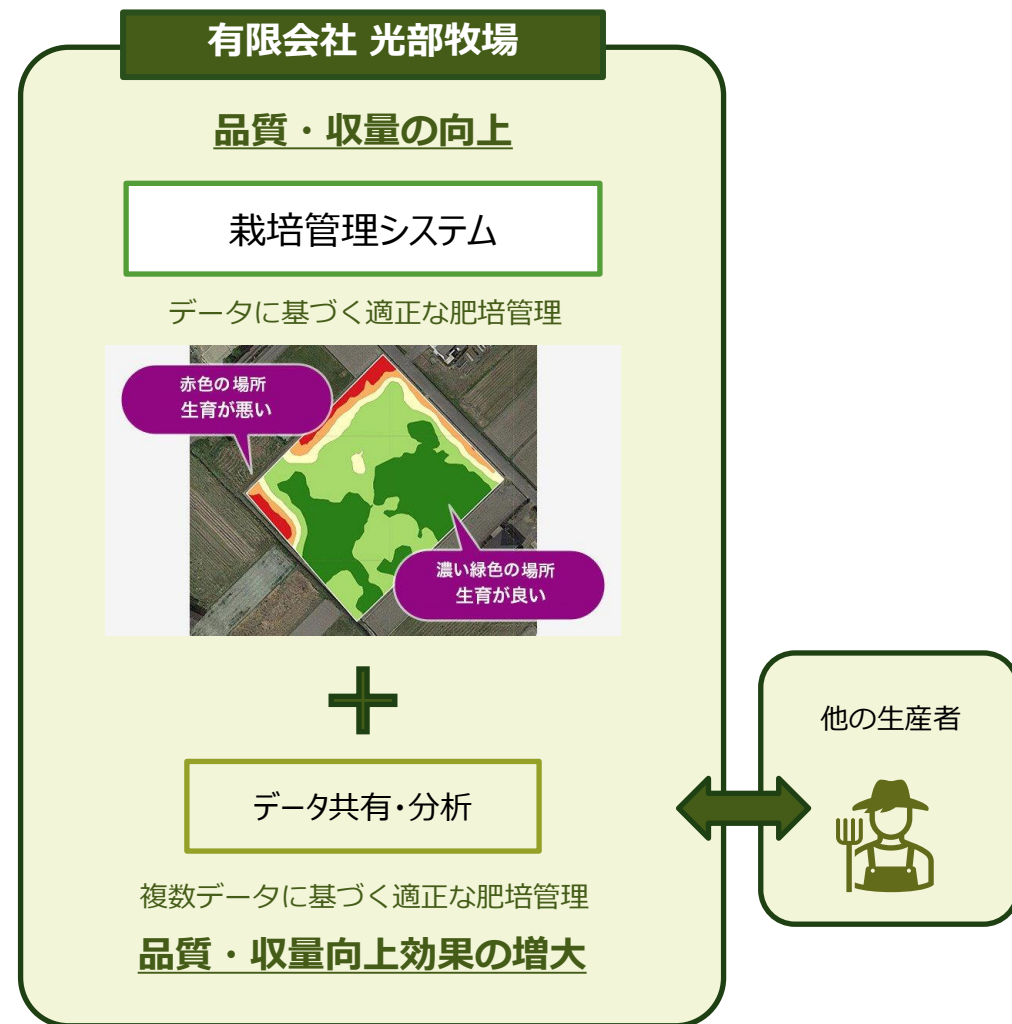 有限会社 光部牧場
品質・収量の向上
栽培管理システム
データに基づく適正な肥培管理
赤色の場所
生育が悪い
濃い緑色の場所
生育が良い
他の生産者
データ共有・分析
複数データに基づく適正な肥培管理
品質・収量向上効果の増大